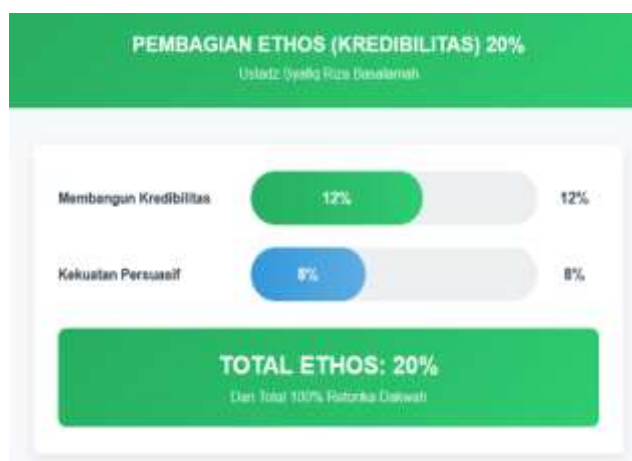 PEMBAGIAN ETHOS (KREDIBILITAS) 20%
Ustadz Syafiq Riza Basalamah
Membangun Kredibilitas 12% 12%
Kekuatan Persuasif 8% 8%
TOTAL ETHOS: 20%
Dari Total 100% Retorika Dakwah